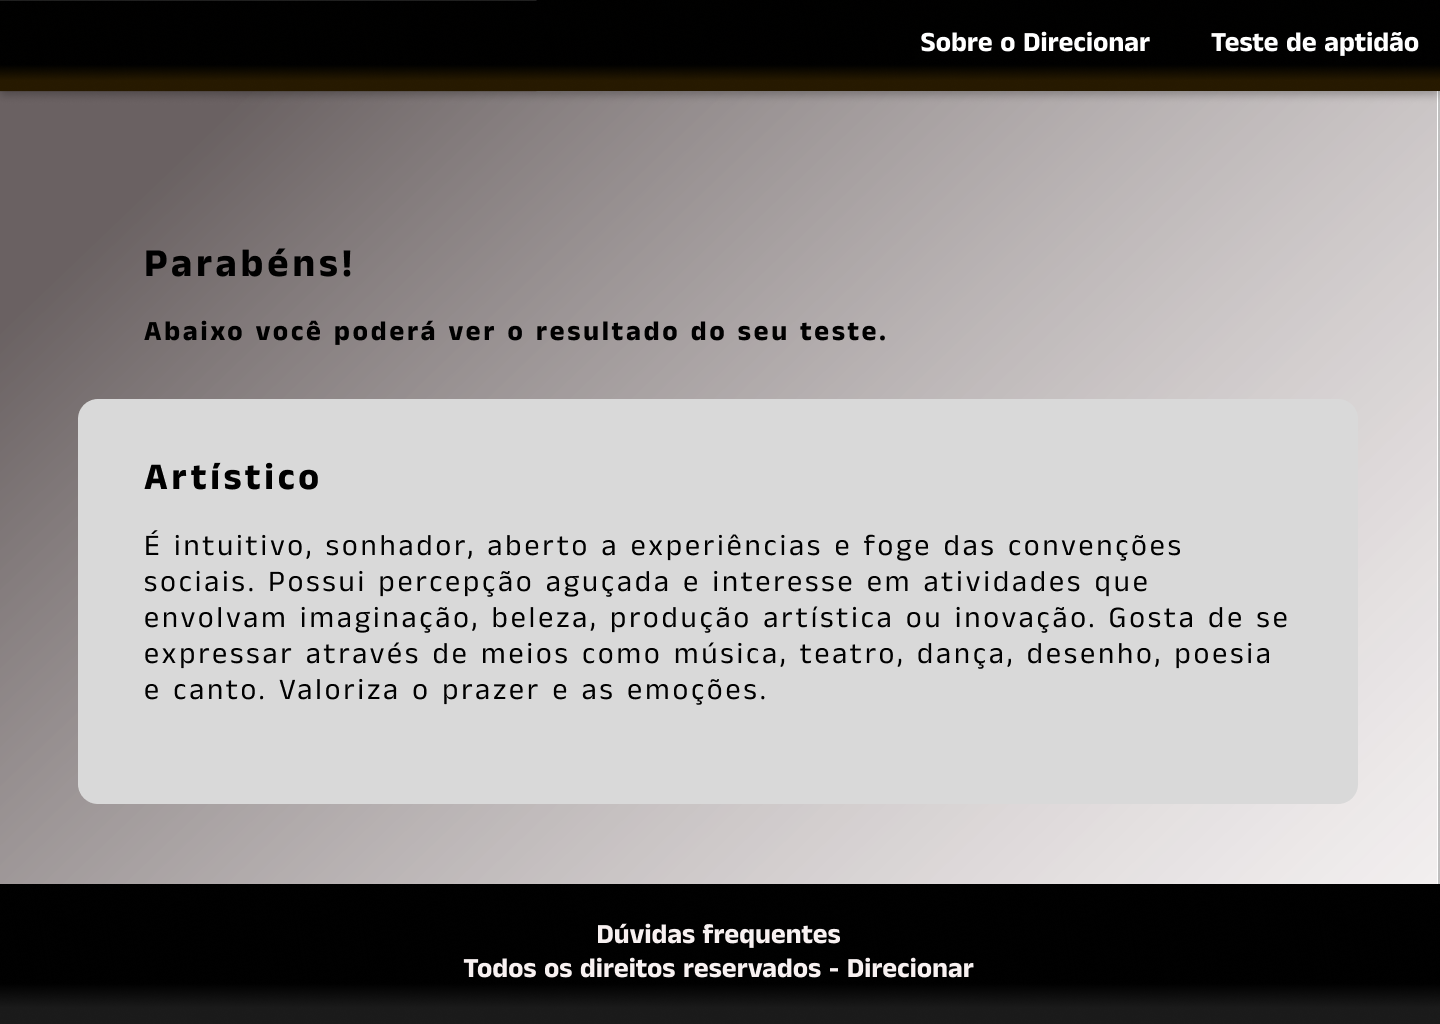 Sobre o Direcionar Teste de aptidão
Parabéns!
Abaixo você poderá ver o resultado do seu teste.
Artístico
É intuitivo, sonhador, aberto a experiências e foge das convenções
sociais. Possui percepção aguçada e interesse em atividades que
envolvam imaginação, beleza, produção artística ou inovação. Gosta de se
expressar através de meios como música, teatro, dança, desenho, poesia
e canto. Valoriza o prazer e as emoções.
Dúvidas frequentes
Todos os direitos reservados - Direcionar